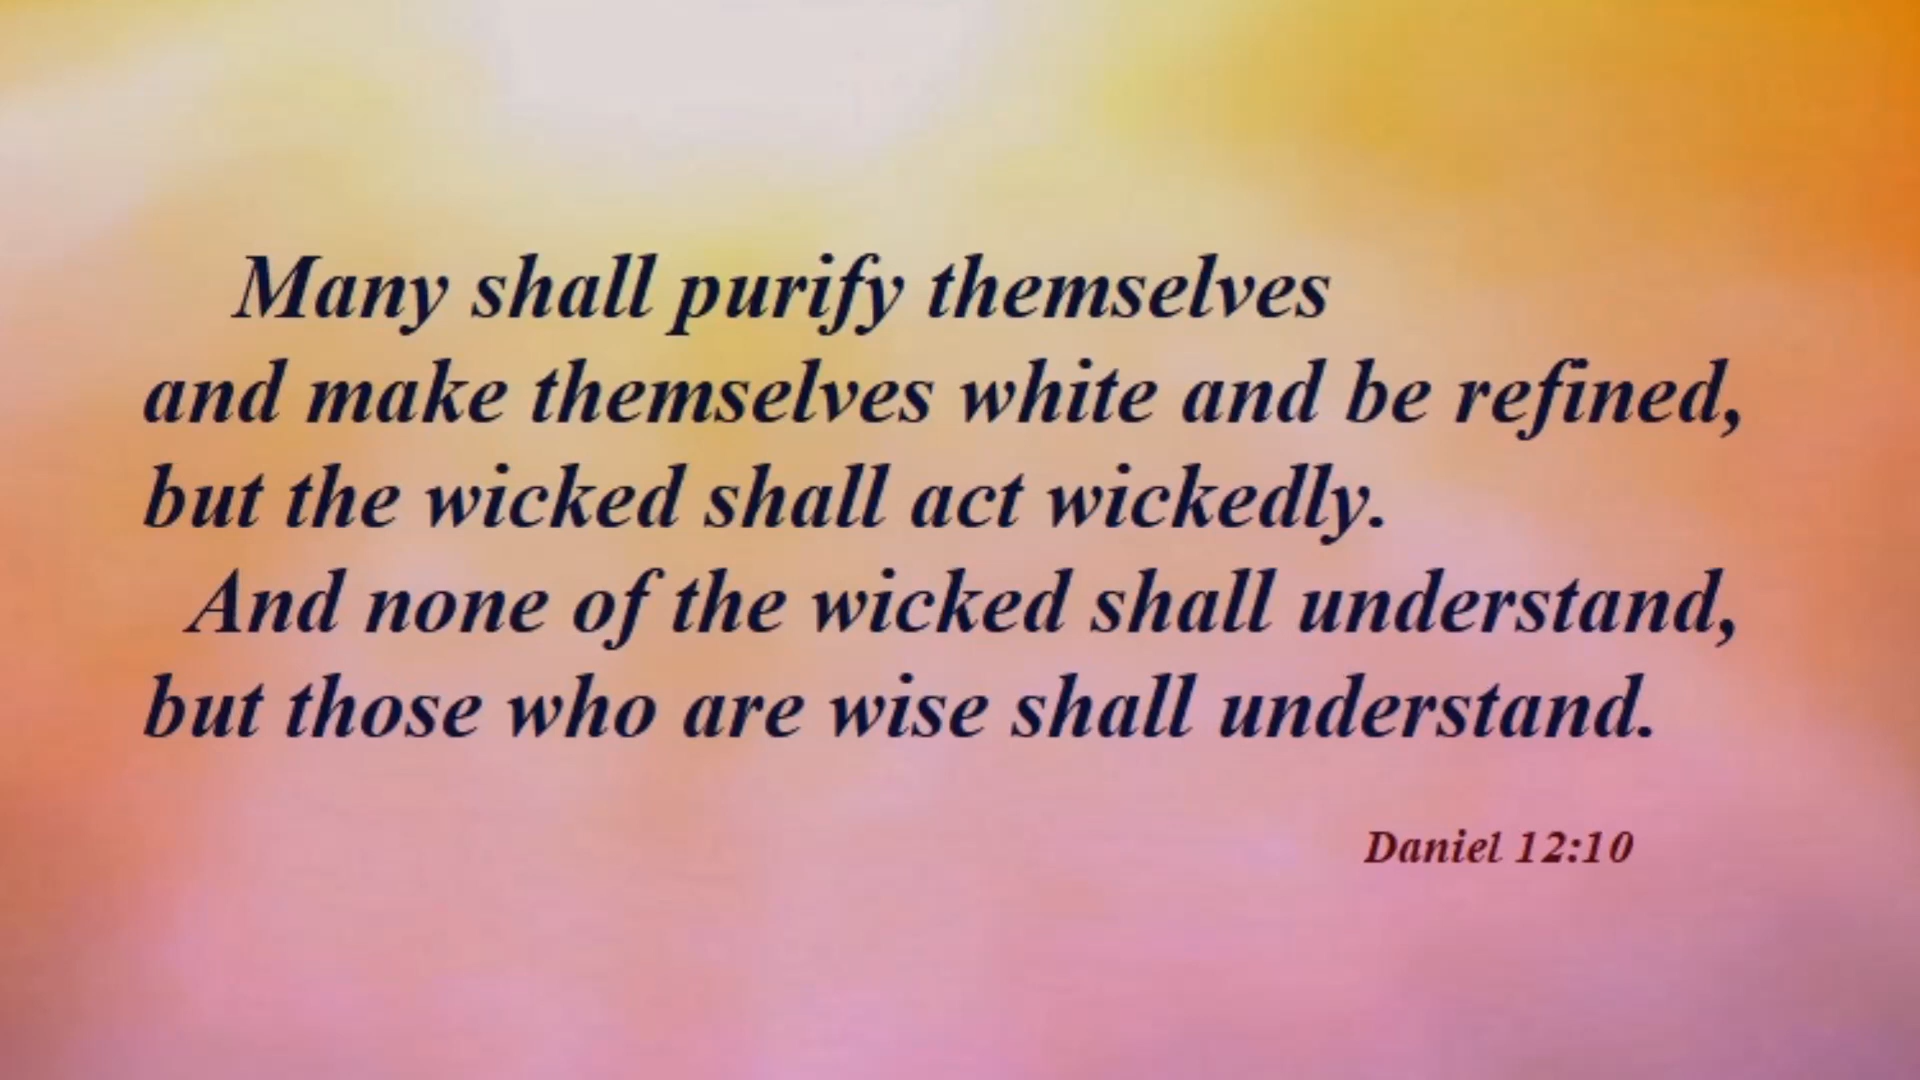 Many shall purify themselves
and make themselves white and be refined,
but the wicked shall act wickedly.
And none of the wicked shall understand,
but those who are wise shall understand.
Daniel 12:10